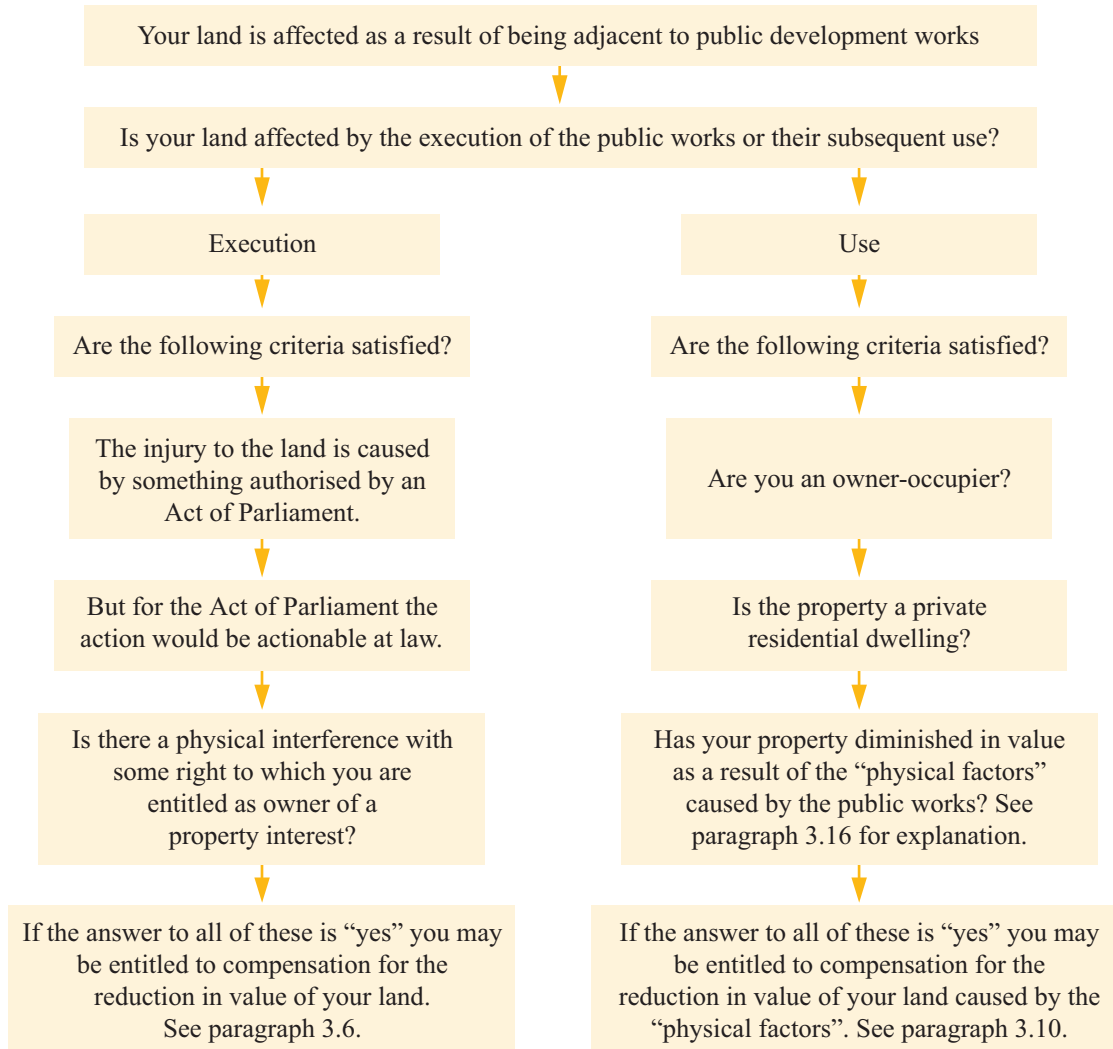 Your land is affected as a result of being adjacent to public development works
Is your land affected by the execution of the public works or their subsequent use?
Execution
Are the following criteria satisfied?
The injury to the land is caused
by something authorised by an
Act of Parliament.
But for the Act of Parliament the
action would be actionable at law.
Is there a physical interference with
some right to which you are
entitled as owner of a
property interest?
If the answer to all of these is “yes” you may
be entitled to compensation for the
reduction in value of your land.
See paragraph 3.6.
Use
Are the following criteria satisfied?
Are you an owner-occupier?
Is the property a private
residential dwelling?
Has your property diminished in value
as a result of the “physical factors”
caused by the public works? See
paragraph 3.16 for explanation.
If the answer to all of these is “yes” you may
be entitled to compensation for the
reduction in value of your land caused by the
“physical factors”. See paragraph 3.10.